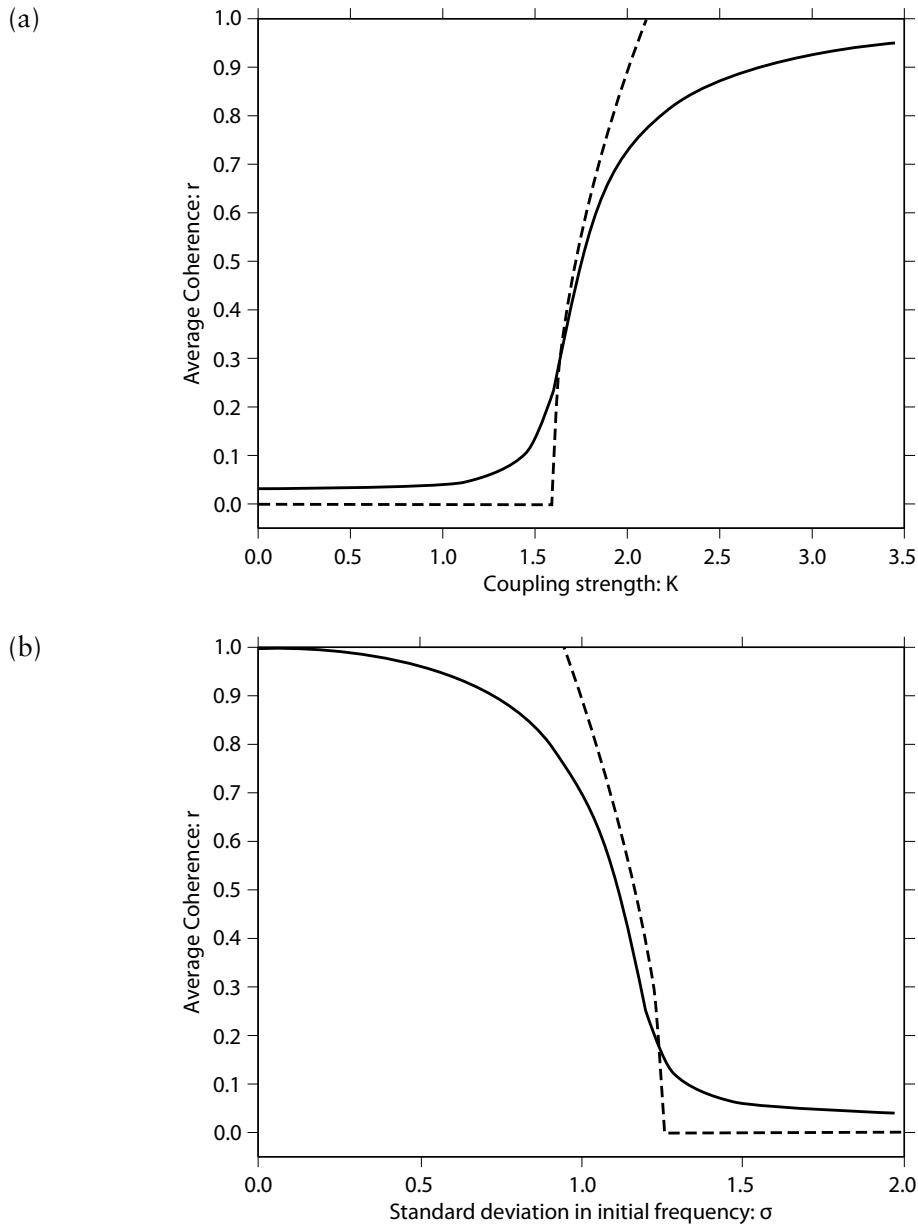 (a)
1.0
0.9
0.8
0.7
0.6
0.5
0.4
0.3
0.2
0.1
0.0
Average Coherence: r
0.0 0.5 1.0 1.5 2.0 2.5 3.0 3.5
Coupling strength: K
(b)
1.0
0.9
0.8
0.7
0.6
0.5
0.4
0.3
0.2
0.1
0.0
Average Coherence: r
0.0 0.5 1.0 1.5 2.0
Standard deviation in initial frequency: σ